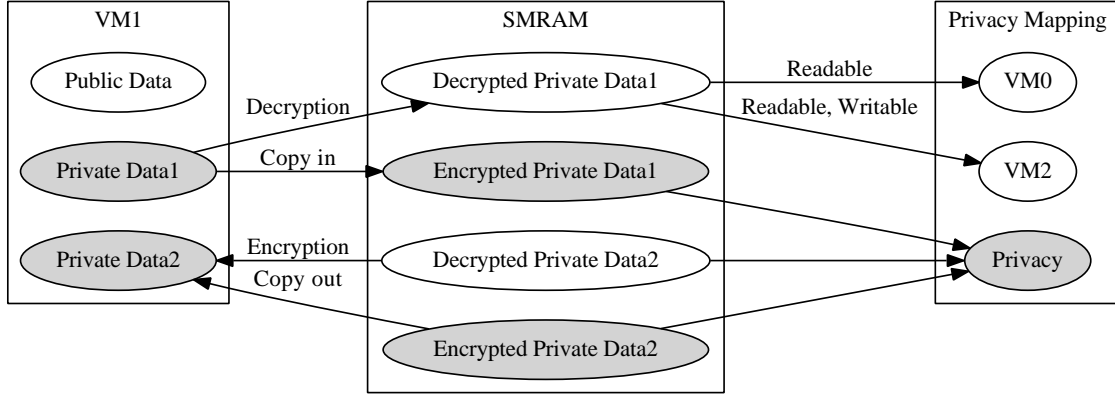 VM1
SMRAM
Privacy Mapping
Public Data
Decrypted Private Data1
Readable
VM0
Decryption
Readable, Writable
Private Data1
Copy in
Encrypted Private Data1
VM2
Private Data2
Encryption
Decrypted Private Data2
Privacy
Copy out
Encrypted Private Data2